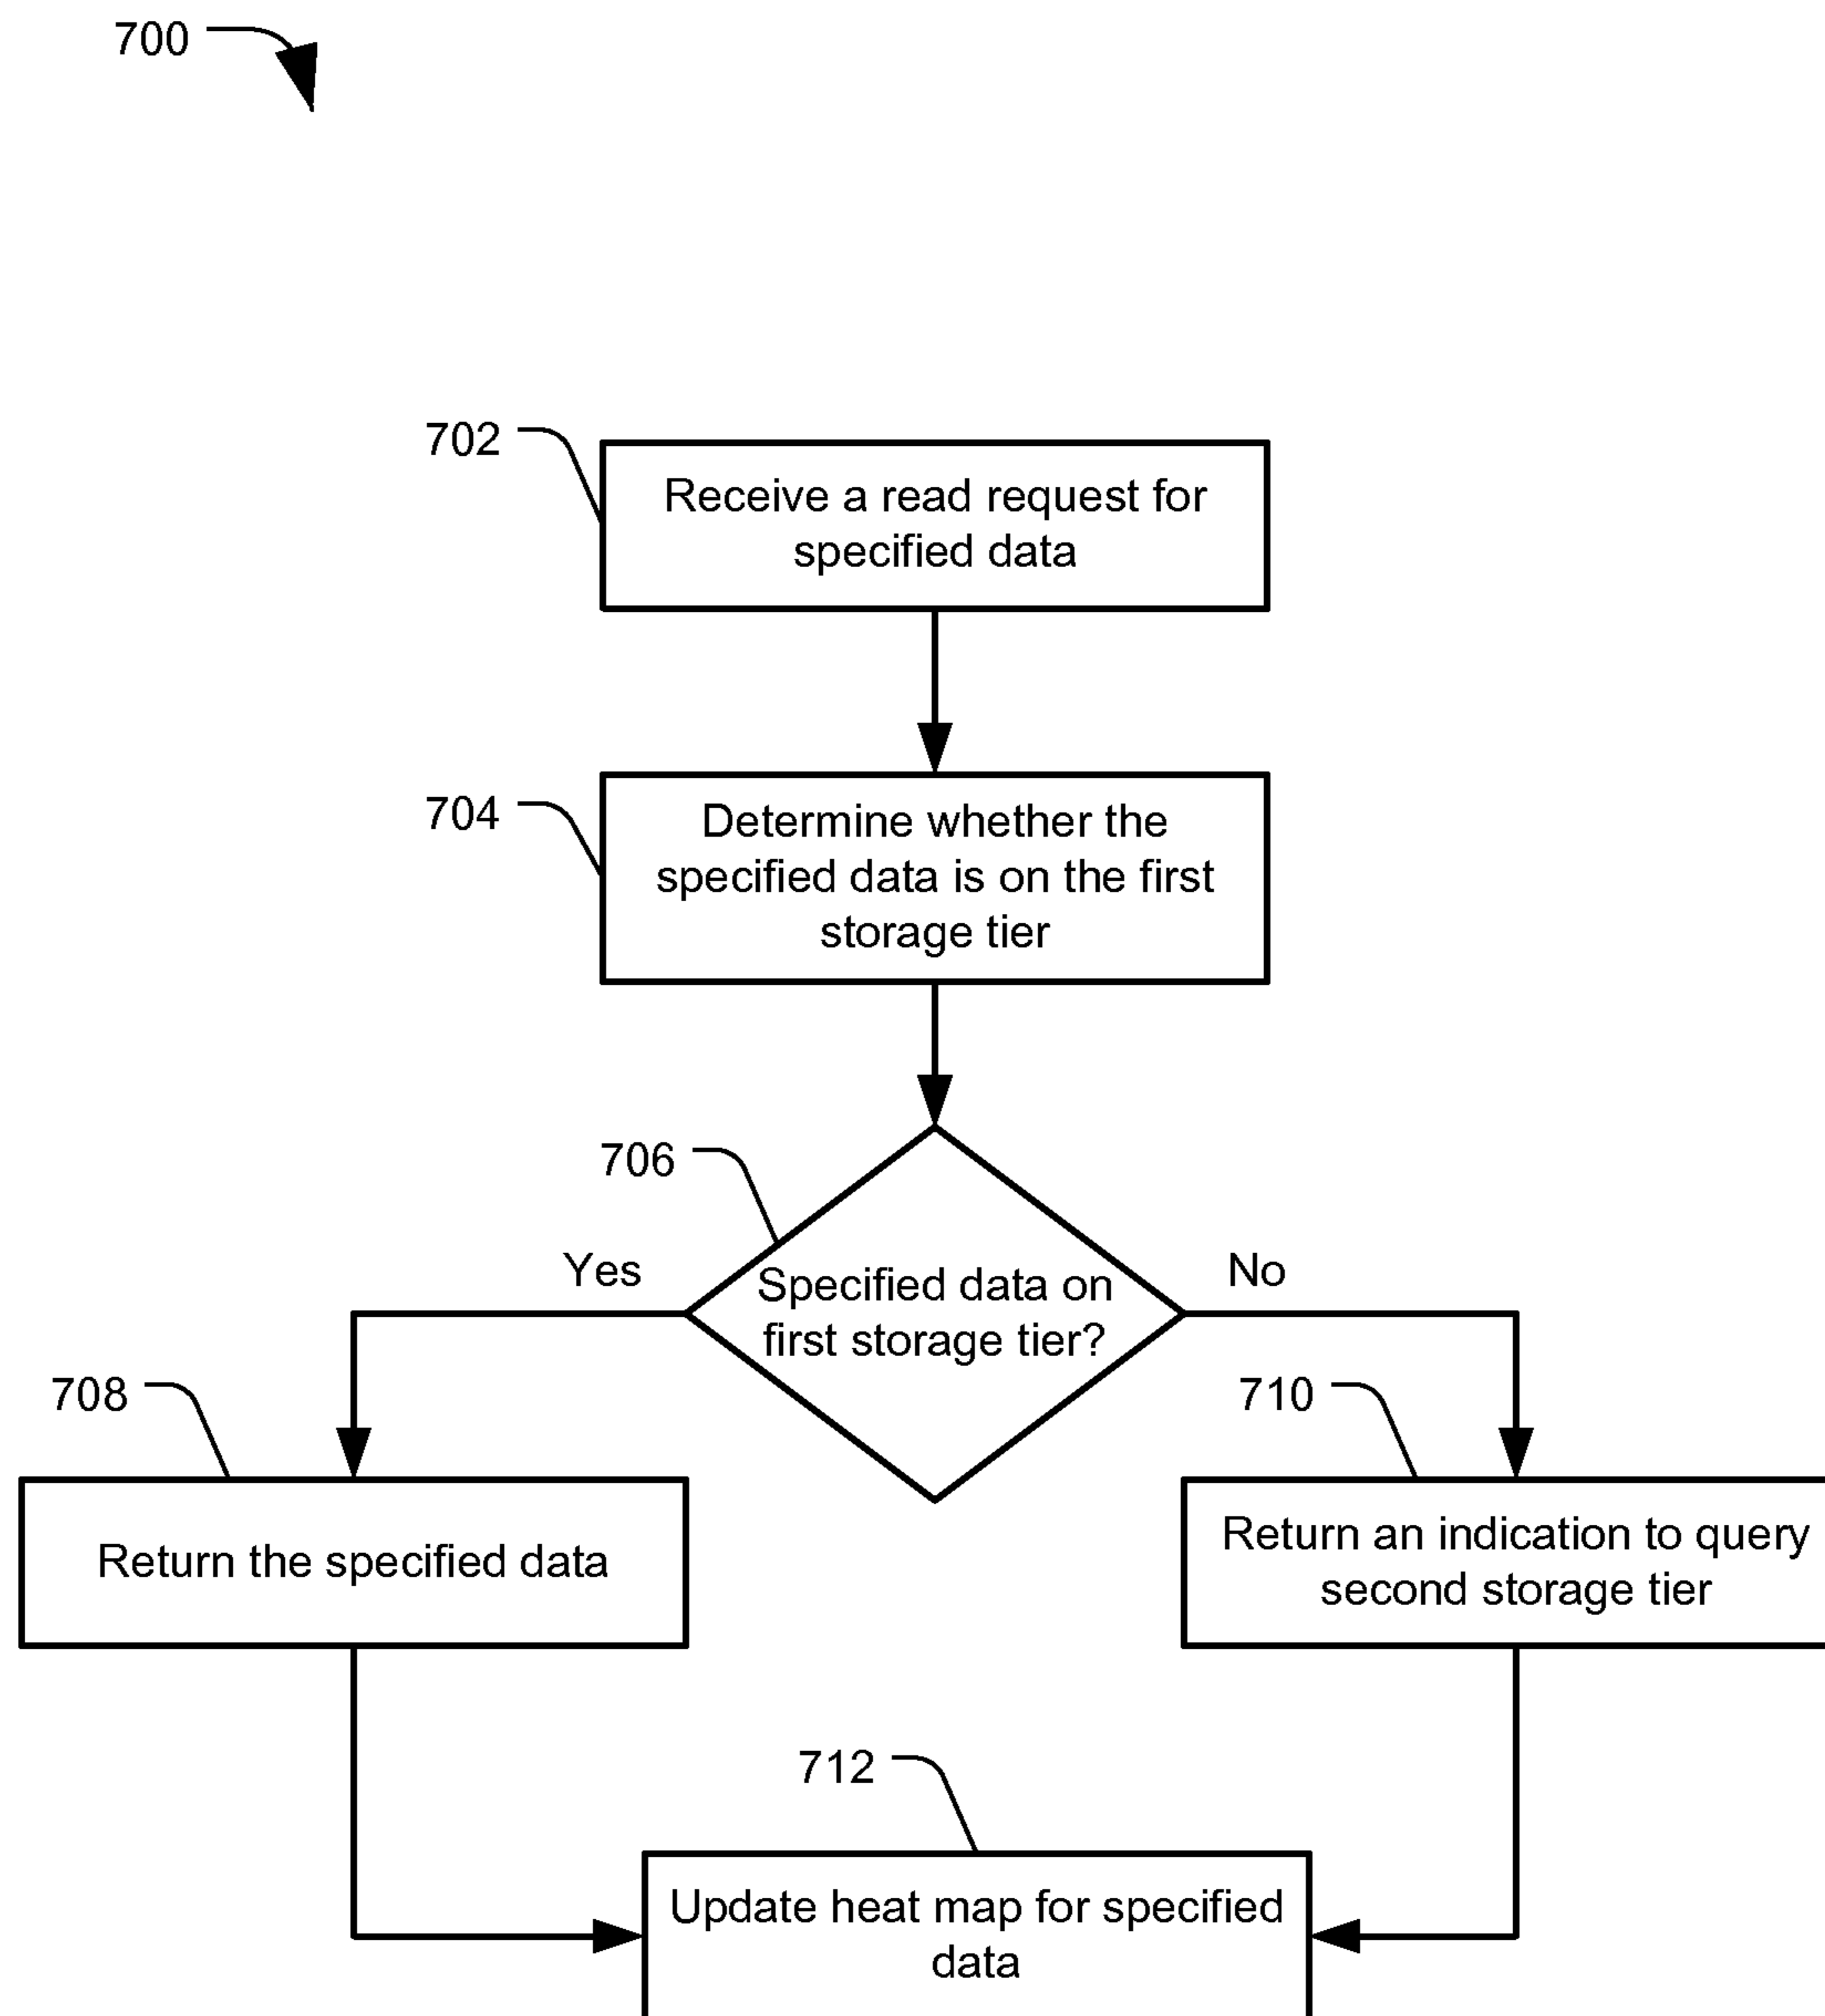 700
702
Receive a read request for
specified data
704
Determine whether the
specified data is on the first
storage tier
706
Yes
No
Specified data on
first storage tier?
708
710
Return the specified data
Return an indication to query
second storage tier
712
Update heat map for specified
data